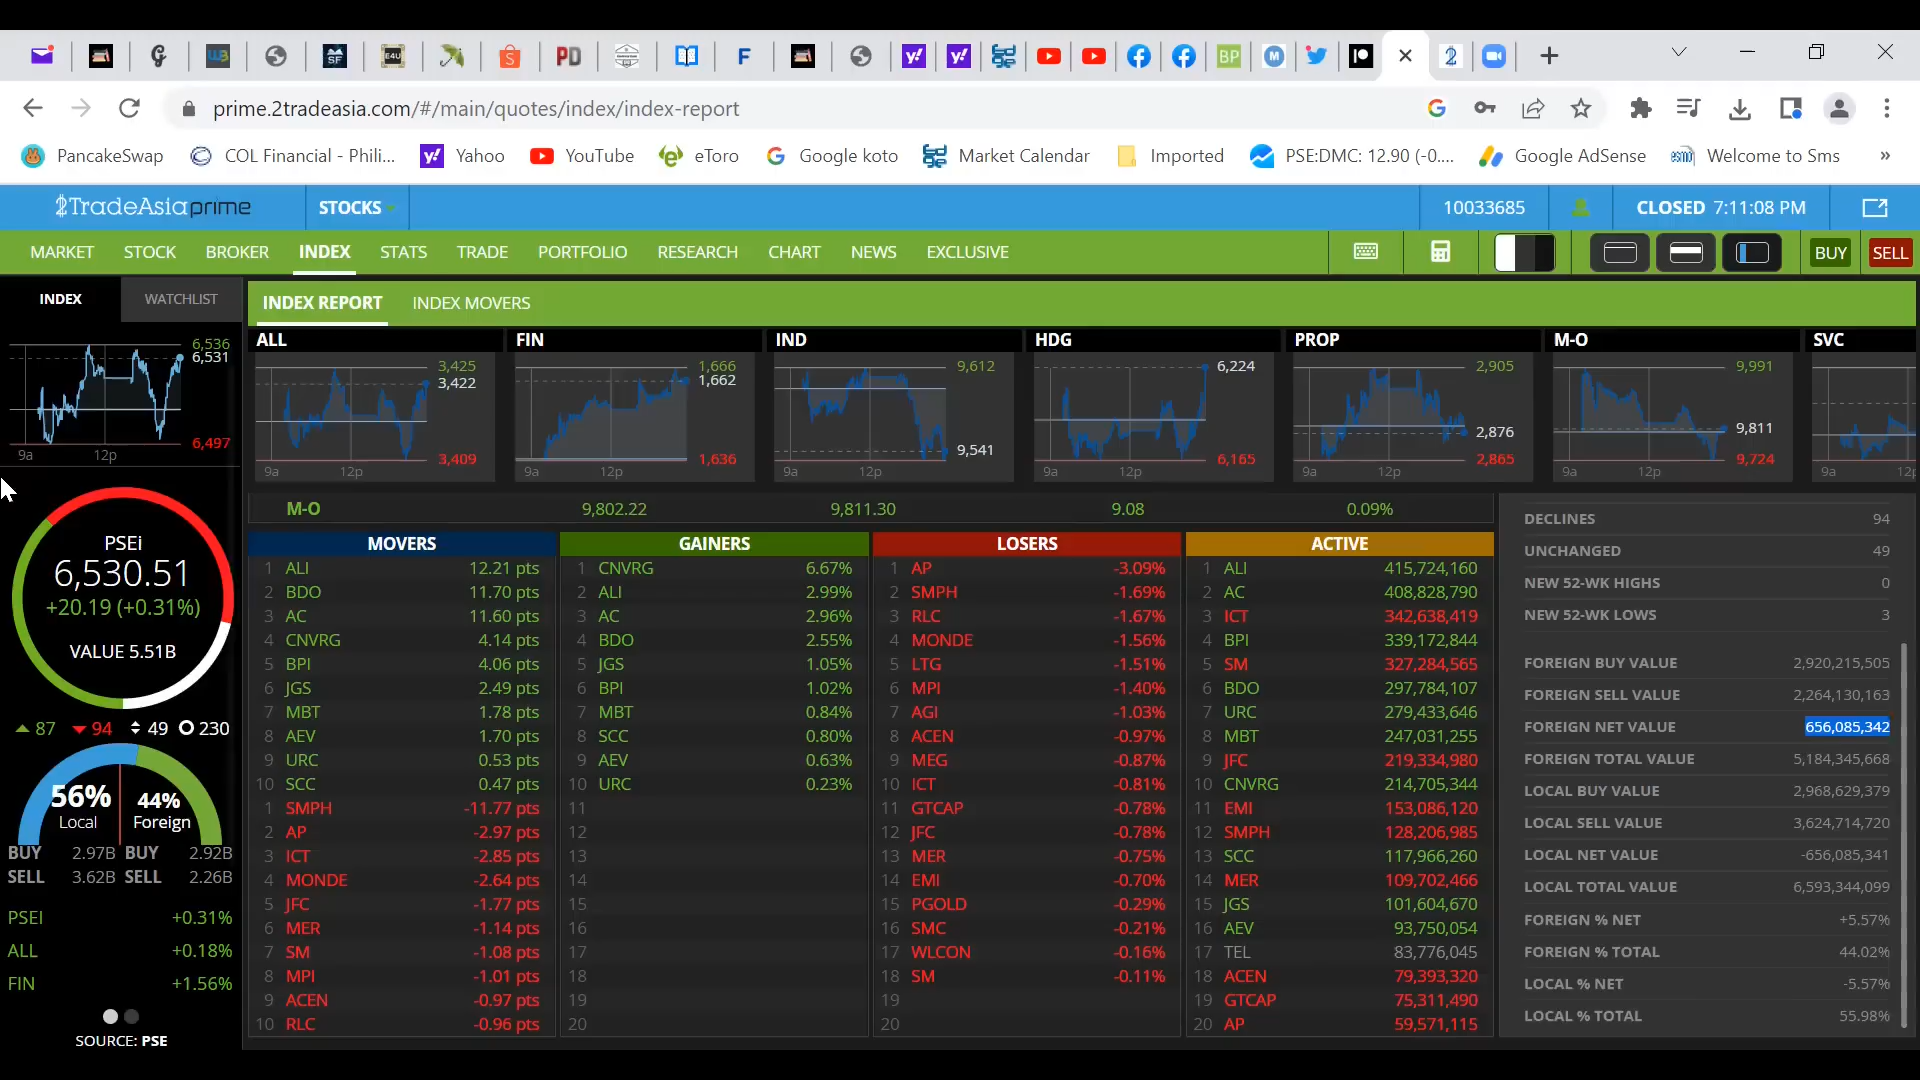 prime.2tradeasia.com/#/main/quotes/index/index-report
PancakeSwap COL Financial - Phili... Yahoo YouTube eToro Google koto Market Calendar Imported PSE:DMC: 12.90 (-0.... Google AdSense Welcome to Sms »
2TradeAsia prime STOCKS 10033685 CLOSED 7:11:08 PM
MARKET STOCK BROKER INDEX STATS TRADE PORTFOLIO RESEARCH CHART NEWS EXCLUSIVE BUY SELL
INDEX WATCHLIST INDEX REPORT INDEX MOVERS
6,536
6,531
6,497
9a 12p
ALL
3,425
3,422
3,409
9a 12p
FIN
1,666
1,662
1,636
9a 12p
IND
9,612
9,541
9a 12p
HDG
6,224
6,165
9a 12p
PROP
2,905
2,876
2,865
9a 12p
M-O
9,991
9,811
9,724
9a 12p
SVC
9a 12p
PSEi
6,530.51
+20.19 (+0.31%)
VALUE 5.51B
87 94 49 230
56% Local
44% Foreign
BUY 2.97B BUY 2.92B
SELL 3.62B SELL 2.26B
PSEI +0.31%
ALL +0.18%
FIN +1.56%
SOURCE: PSE
M-O 9,802.22 9,811.30 9.08 0.09%
MOVERS
1 ALI 12.21 pts
2 BDO 11.70 pts
3 AC 11.60 pts
4 CNVRG 4.14 pts
5 BPI 4.06 pts
6 JGS 2.49 pts
7 MBT 1.78 pts
8 AEV 1.70 pts
9 URC 0.53 pts
10 SCC 0.47 pts
1 SMPH -11.77 pts
2 AP -2.97 pts
3 ICT -2.85 pts
4 MONDE -2.64 pts
5 JFC -1.77 pts
6 MER -1.14 pts
7 SM -1.08 pts
8 MPI -1.01 pts
9 ACEN -0.97 pts
10 RLC -0.96 pts
GAINERS
1 CNVRG 6.67%
2 ALI 2.99%
3 AC 2.96%
4 BDO 2.55%
5 JGS 1.05%
6 BPI 1.02%
7 MBT 0.84%
8 SCC 0.80%
9 AEV 0.63%
10 URC 0.23%
11
12
13
14
15
16
17
18
19
20
LOSERS
1 AP -3.09%
2 SMPH -1.69%
3 RLC -1.67%
4 MONDE -1.56%
5 LTG -1.51%
6 MPI -1.40%
7 AGI -1.03%
8 ACEN -0.97%
9 MEG -0.87%
10 ICT -0.81%
11 GTCAP -0.78%
12 JFC -0.78%
13 MER -0.75%
14 EMI -0.70%
15 PGOLD -0.29%
16 SMC -0.21%
17 WLCON -0.16%
18 SM -0.11%
19
20
ACTIVE
1 ALI 415,724,160
2 AC 408,828,790
3 ICT 342,638,419
4 BPI 339,172,844
5 SM 327,284,565
6 BDO 297,784,107
7 URC 279,433,646
8 MBT 247,031,255
9 JFC 219,334,980
10 CNVRG 214,705,344
11 EMI 153,086,120
12 SMPH 128,206,985
13 SCC 117,966,260
14 MER 109,702,466
15 JGS 101,604,670
16 AEV 93,750,054
17 TEL 83,776,045
18 ACEN 79,393,320
19 GTCAP 75,311,490
20 AP 59,571,115
DECLINES 94
UNCHANGED 49
NEW 52-WK HIGHS 0
NEW 52-WK LOWS 3
FOREIGN BUY VALUE 2,920,215,505
FOREIGN SELL VALUE 2,264,130,163
FOREIGN NET VALUE 656,085,342
FOREIGN TOTAL VALUE 5,184,345,668
LOCAL BUY VALUE 2,968,629,379
LOCAL SELL VALUE 3,624,714,720
LOCAL NET VALUE -656,085,341
LOCAL TOTAL VALUE 6,593,344,099
FOREIGN % NET +5.57%
FOREIGN % TOTAL 44.02%
LOCAL % NET -5.57%
LOCAL % TOTAL 55.98%